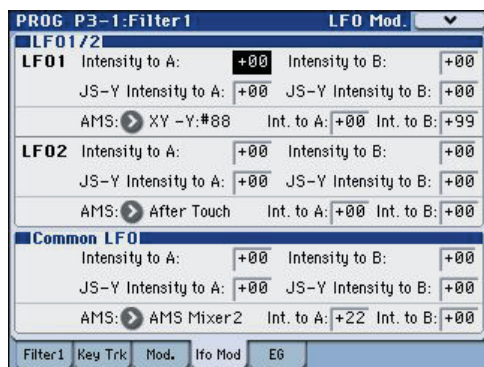 PROG P3-1:Filter1 LFO Mod.
LFO1/2
LFO1 Intensity to A: +00 Intensity to B: +00
JS-Y Intensity to A: +00 JS-Y Intensity to B: +00
AMS: XY -Y:#88 Int. to A: +00 Int. to B: +99
LFO2 Intensity to A: +00 Intensity to B: +00
JS-Y Intensity to A: +00 JS-Y Intensity to B: +00
AMS: After Touch Int. to A: +00 Int. to B: +00
Common LFO
Intensity to A: +00 Intensity to B: +00
JS-Y Intensity to A: +00 JS-Y Intensity to B: +00
AMS: AMS Mixer2 Int. to A: +22 Int. to B: +00
Filter1 Key Trk Mod. lfo Mod EG